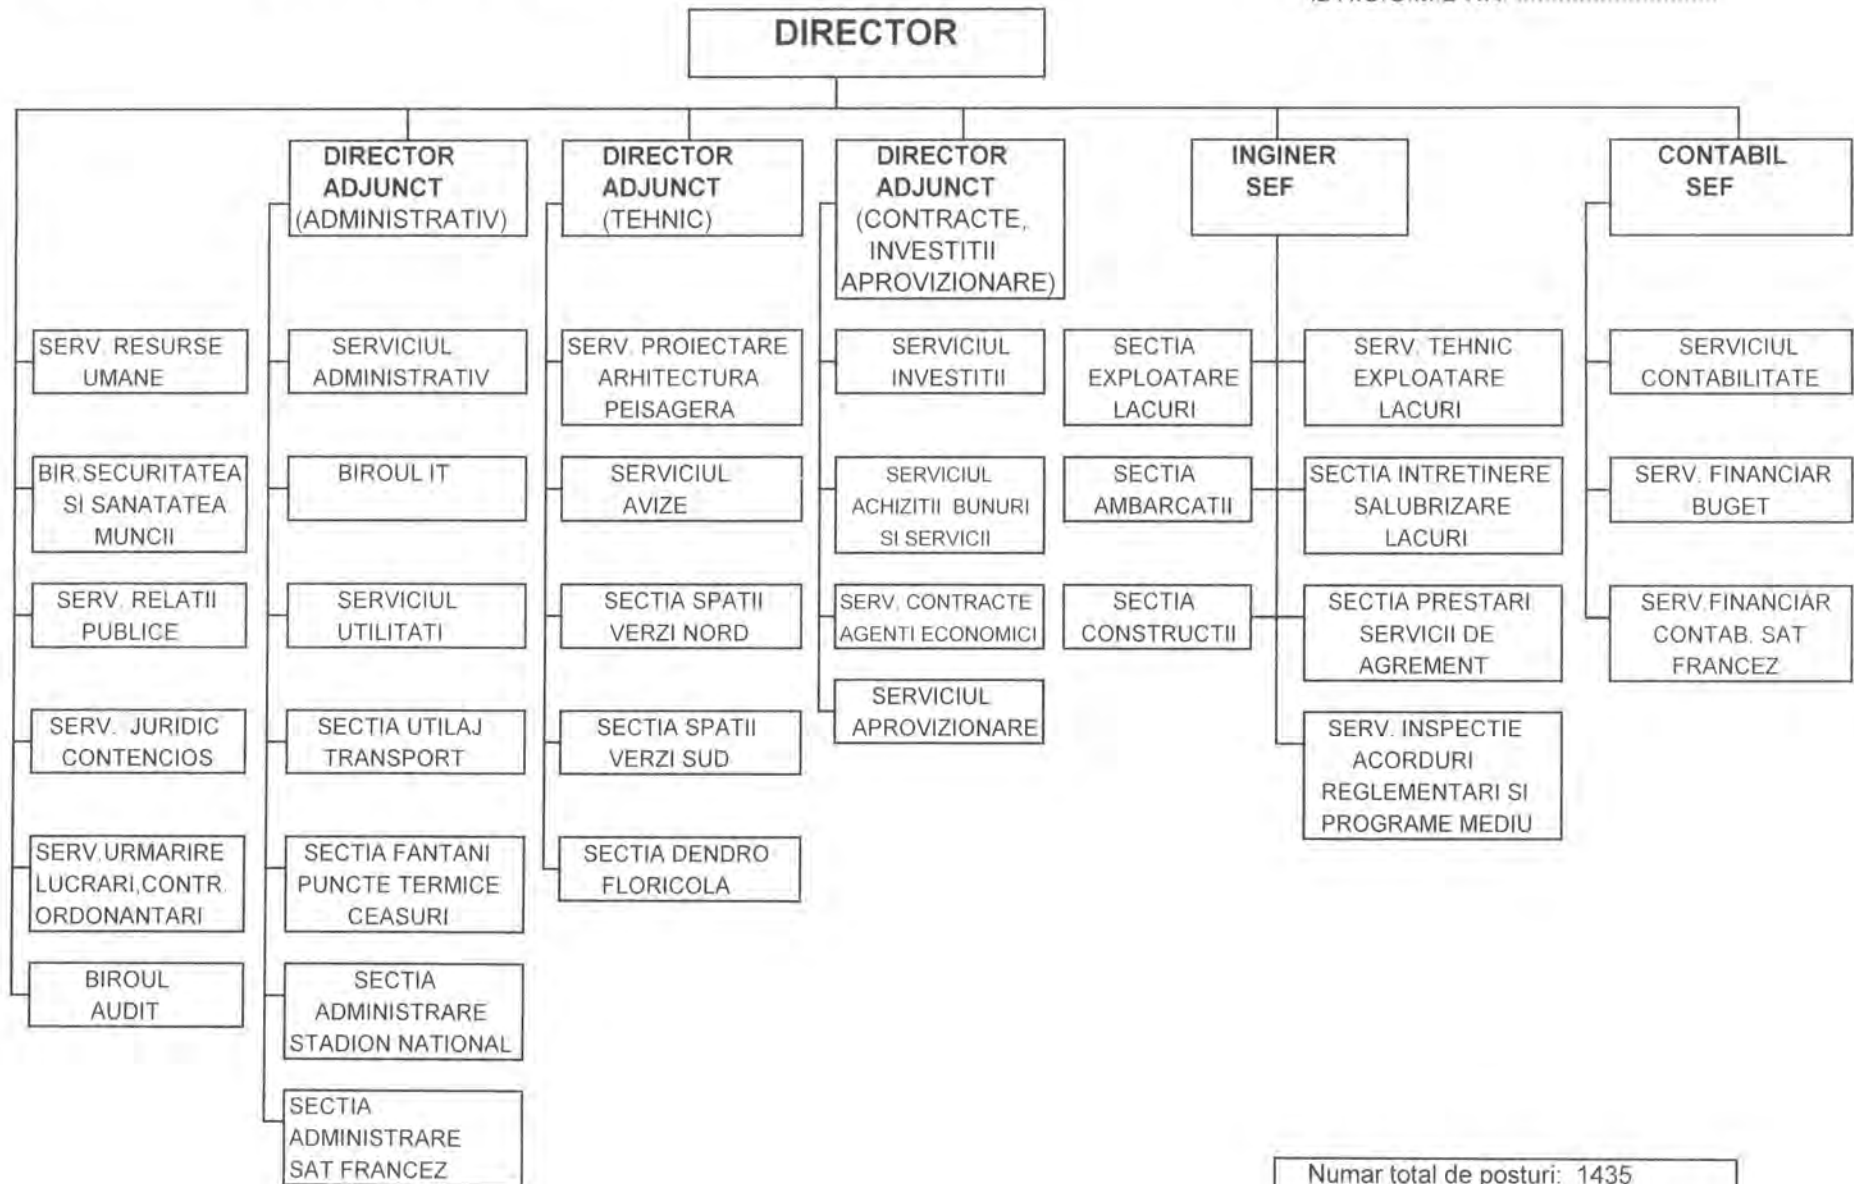 DIRECTOR
DIRECTOR
ADJUNCT
(ADMINISTRATIV)
DIRECTOR
ADJUNCT
(TEHNIC)
DIRECTOR
ADJUNCT
(CONTRACTE,
INVESTITII
APROVIZIONARE)
INGINER
SEF
CONTABIL
SEF
SERV. RESURSE
UMANE
BIR.SECURITATEA
SI SANATATEA
MUNCII
SERV. RELATII
PUBLICE
SERV. JURIDIC
CONTENCIOS
SERV.URMARIRE
LUCRARI,CONTR.
ORDONANTARI
BIROUL
AUDIT
SERVICIUL
ADMINISTRATIV
BIROUL IT
SERVICIUL
UTILITATI
SECTIA UTILAJ
TRANSPORT
SECTIA FANTANI
PUNCTE TERMICE
CEASURI
SECTIA
ADMINISTRARE
STADION NATIONAL
SECTIA
ADMINISTRARE
SAT FRANCEZ
SERV. PROIECTARE
ARHITECTURA
PEISAGERA
SERVICIUL
AVIZE
SECTIA SPATII
VERZI NORD
SECTIA SPATII
VERZI SUD
SECTIA DENDRO
FLORICOLA
SERVICIUL
INVESTITII
SERVICIUL
ACHIZITII BUNURI
SI SERVICII
SERV. CONTRACTE
AGENTI ECONOMICI
SERVICIUL
APROVIZIONARE
SECTIA
EXPLOATARE
LACURI
SECTIA
AMBARCATII
SECTIA
CONSTRUCTII
SERV. TEHNIC
EXPLOATARE
LACURI
SECTIA INTRETINERE
SALUBRIZARE
LACURI
SECTIA PRESTARI
SERVICII DE
AGREMENT
SERV. INSPECTIE
ACORDURI
REGLEMENTARI SI
PROGRAME MEDIU
SERVICIUL
CONTABILITATE
SERV. FINANCIAR
BUGET
SERV.FINANCIAR
CONTAB. SAT
FRANCEZ
Numar total de posturi: 1435